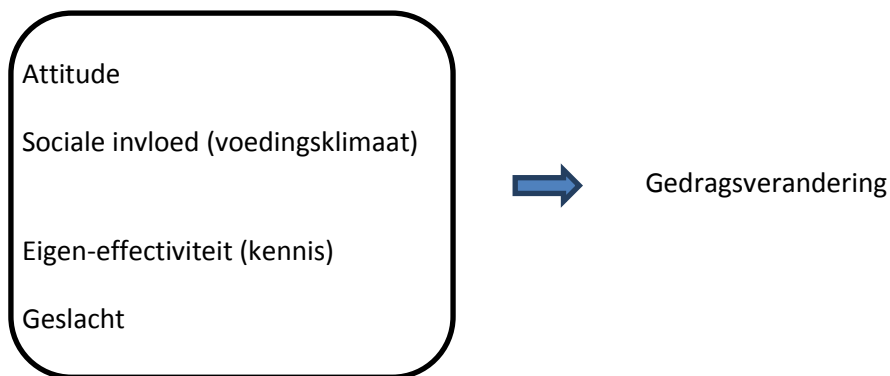 Attitude
Sociale invloed (voedingsklimaat)
Gedragsverandering
Eigen-effectiviteit (kennis)
Geslacht